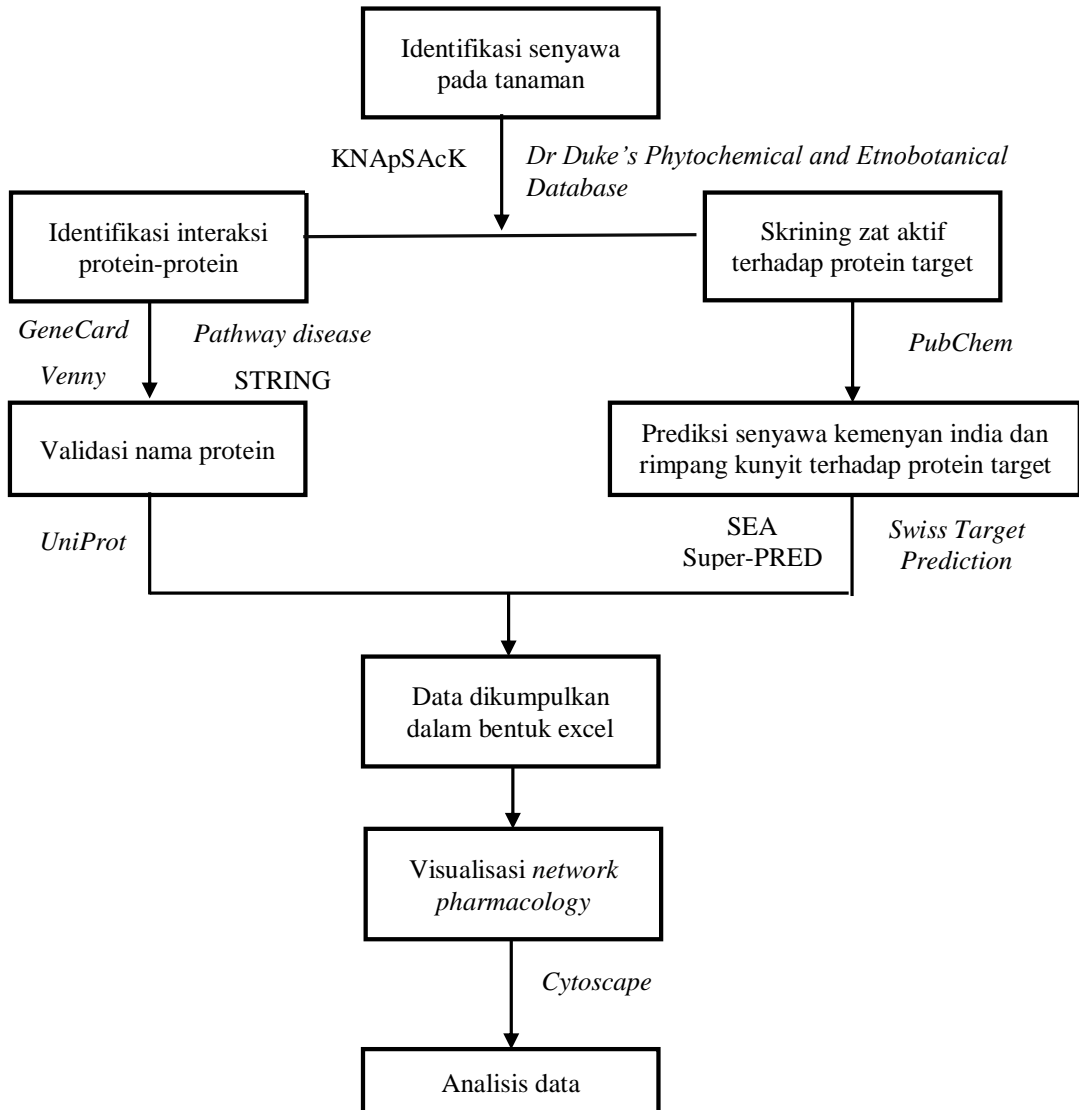 Identifikasi senyawa
pada tanaman
KNApSAcK
Dr Duke's Phytochemical and Etnobotanical
Database
Identifikasi interaksi
protein-protein
Skrining zat aktif
terhadap protein target
GeneCard
Pathway disease
Venny
STRING
PubChem
Validasi nama protein
Prediksi senyawa kemenyan india dan
rimpang kunyit terhadap protein target
UniProt
SEA
Super-PRED
Swiss Target
Prediction
Data dikumpulkan
dalam bentuk excel
Visualisasi network
pharmacology
Cytoscape
Analisis data